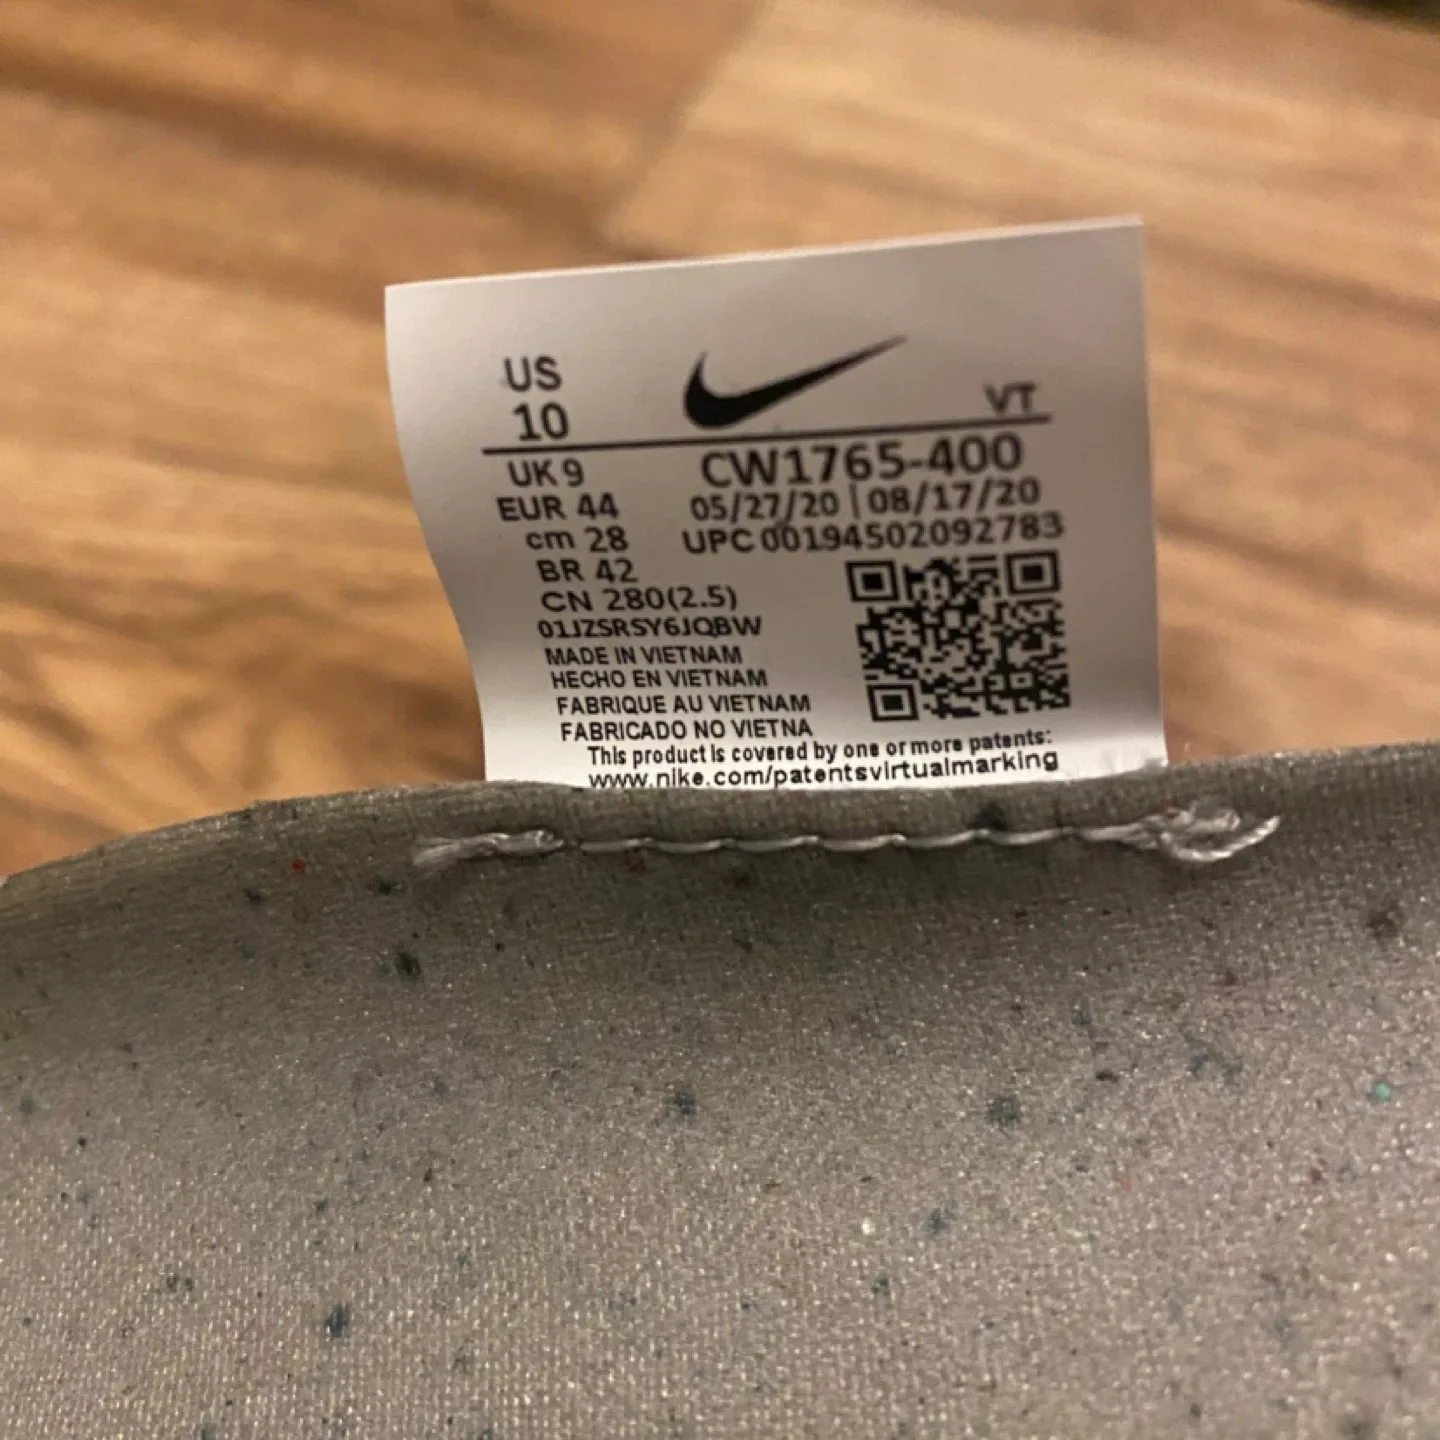 US
10
VT
UK 9
CW1765-400
EUR 44
05/27/20 | 08/17/20
cm 28
UPC 00194502092783
BR 42
CN 280(2.5)
01JZSRSY6JQBW
MADE IN VIETNAM
HECHO EN VIETNAM
FABRIQUE AU VIETNAM
FABRICADO NO VIETNA
This product is covered by one or more patents:
www.nike.com/patentsvirtualmarking